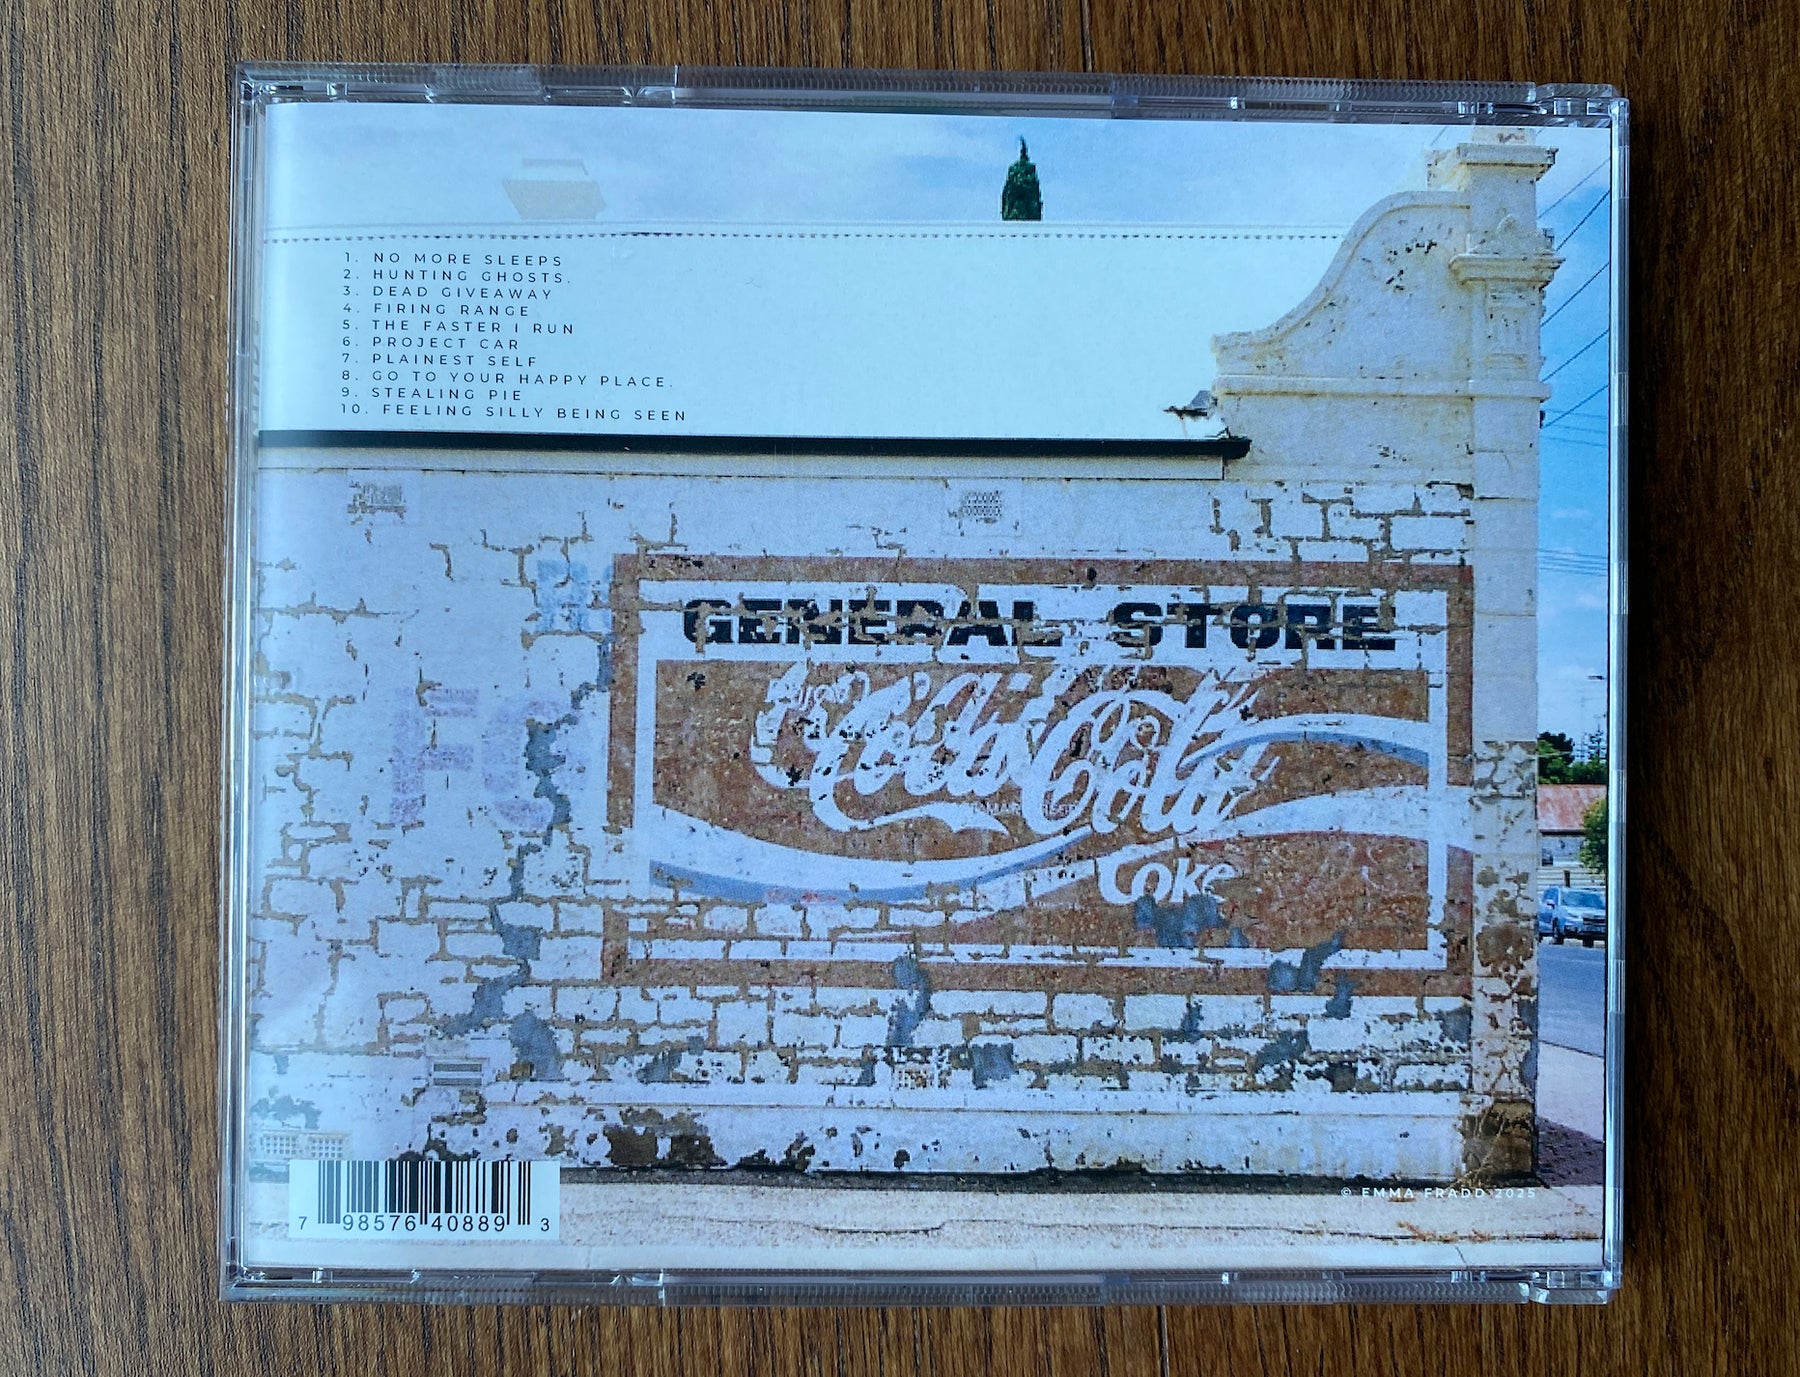 1. NO MORE SLEEPS
2. HUNTING GHOSTS.
3. DEAD GIVEAWAY
4. FIRING RANGE
5. THE FASTER I RUN
6. PROJECT CAR
7. PLAINEST SELF
8. GO TO YOUR HAPPY PLACE.
9. STEALING PIE
10. FEELING SILLY BEING SEEN
GENERAL STORE
Coca-Cola
Coke
© EMMA FRADD 2025
7 98576 40889 3